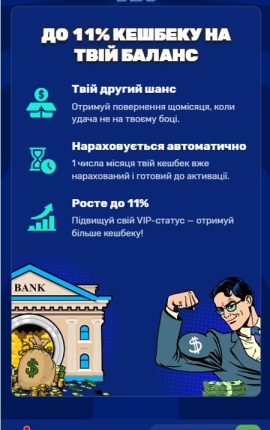 ДО 11% КЕШБЕКУ НА
ТВІЙ БАЛАНС
Твій другий шанс
Отримуй повернення щомісяця, коли
удача не на твоєму боці.
Нараховується автоматично
1 числа місяця твій кешбек вже
нарахований і готовий до активації.
Росте до 11%
Підвищуй свій VIP-статус — отримуй
більше кешбеку!
BANK
$
$
$